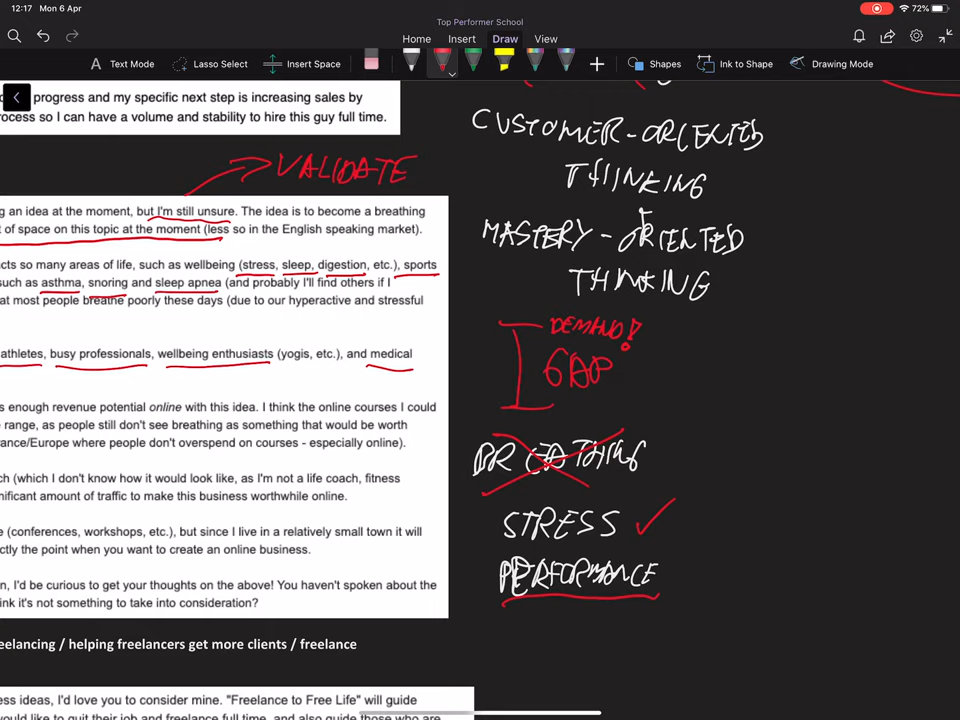 12:17 Mon 6 Apr
72%
Top Performer School
Home Insert Draw View
Text Mode Lasso Select Insert Space Shapes Ink to Shape Drawing Mode
progress and my specific next step is increasing sales by
rocess so I can have a volume and stability to hire this guy full time.
VALIDATE
ng an idea at the moment, but I'm still unsure. The idea is to become a breathing
t of space on this topic at the moment (less so in the English speaking market).
cts so many areas of life, such as wellbeing (stress, sleep, digestion, etc.), sports
such as asthma, snoring and sleep apnea (and probably I'll find others if I
at most people breathe poorly these days (due to our hyperactive and stressful
athletes, busy professionals, wellbeing enthusiasts (yogis, etc.), and medical
s enough revenue potential online with this idea. I think the online courses I could
e range, as people still don't see breathing as something that would be worth
rance/Europe where people don't overspend on courses - especially online).
ch (which I don't know how it would look like, as I'm not a life coach, fitness
nificant amount of traffic to make this business worthwhile online.
e (conferences, workshops, etc.), but since I live in a relatively small town it will
ctly the point when you want to create an online business.
n, I'd be curious to get your thoughts on the above! You haven't spoken about the
hink it's not something to take into consideration?
eelancing / helping freelancers get more clients / freelance
ess ideas, I'd love you to consider mine. "Freelance to Free Life" will guide
would like to quit their job and freelance full time, and also guide those who are
CUSTOMER-ORIENTED
THINKING
MASTERY-ORIENTED
THINKING
DEMAND!
GAP
BREATHING
STRESS
PERFORMANCE